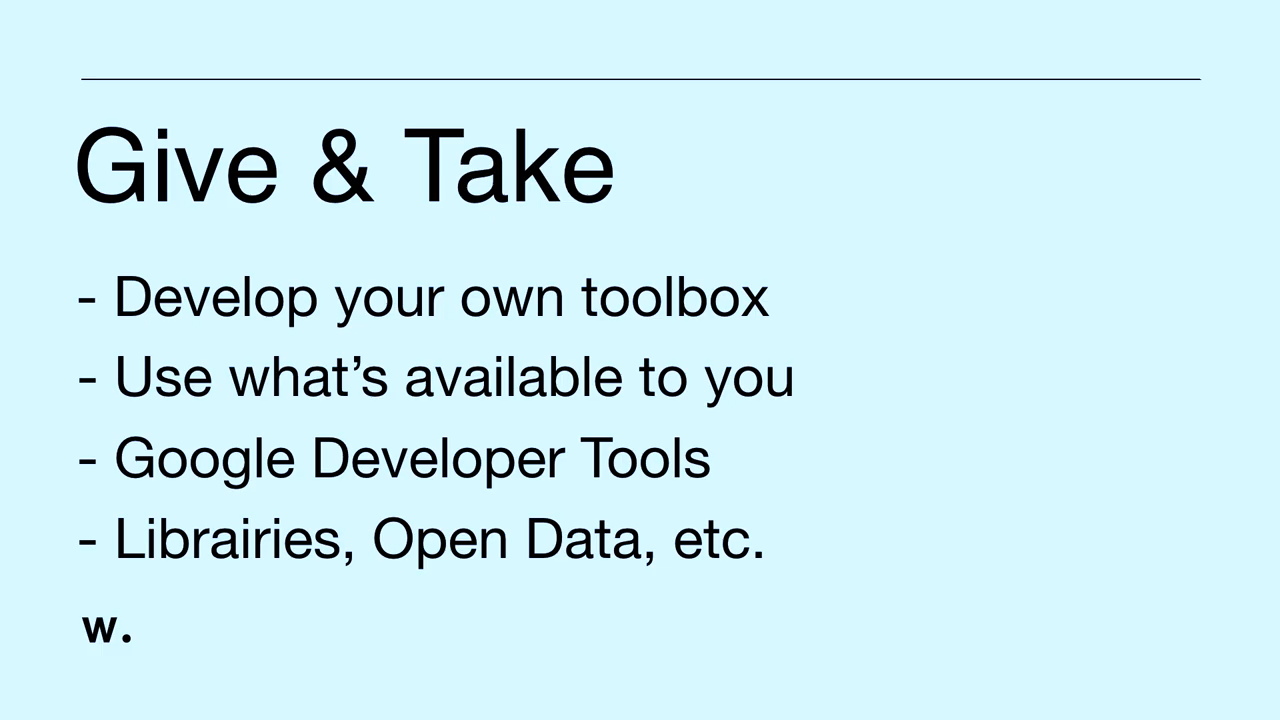 Give & Take
- Develop your own toolbox
- Use what’s available to you
- Google Developer Tools
- Librairies, Open Data, etc.
w.